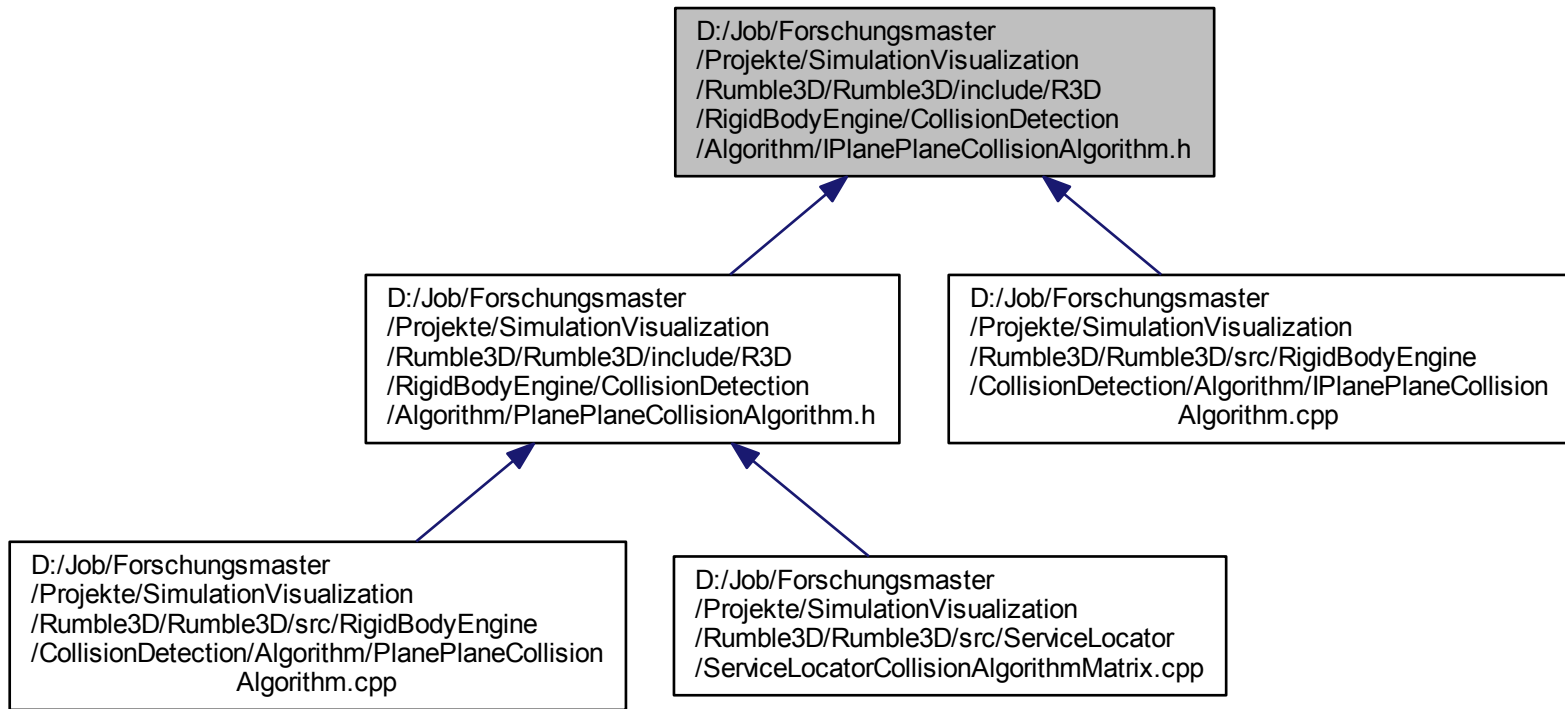 D:/Job/Forschungsmaster
/Projekte/SimulationVisualization
/Rumble3D/Rumble3D/include/R3D
/RigidBodyEngine/CollisionDetection
/Algorithm/IPlanePlaneCollisionAlgorithm.h
D:/Job/Forschungsmaster
/Projekte/SimulationVisualization
/Rumble3D/Rumble3D/include/R3D
/RigidBodyEngine/CollisionDetection
/Algorithm/PlanePlaneCollisionAlgorithm.h
D:/Job/Forschungsmaster
/Projekte/SimulationVisualization
/Rumble3D/Rumble3D/src/RigidBodyEngine
/CollisionDetection/Algorithm/IPlanePlaneCollision
Algorithm.cpp
D:/Job/Forschungsmaster
/Projekte/SimulationVisualization
/Rumble3D/Rumble3D/src/RigidBodyEngine
/CollisionDetection/Algorithm/PlanePlaneCollision
Algorithm.cpp
D:/Job/Forschungsmaster
/Projekte/SimulationVisualization
/Rumble3D/Rumble3D/src/ServiceLocator
/ServiceLocatorCollisionAlgorithmMatrix.cpp